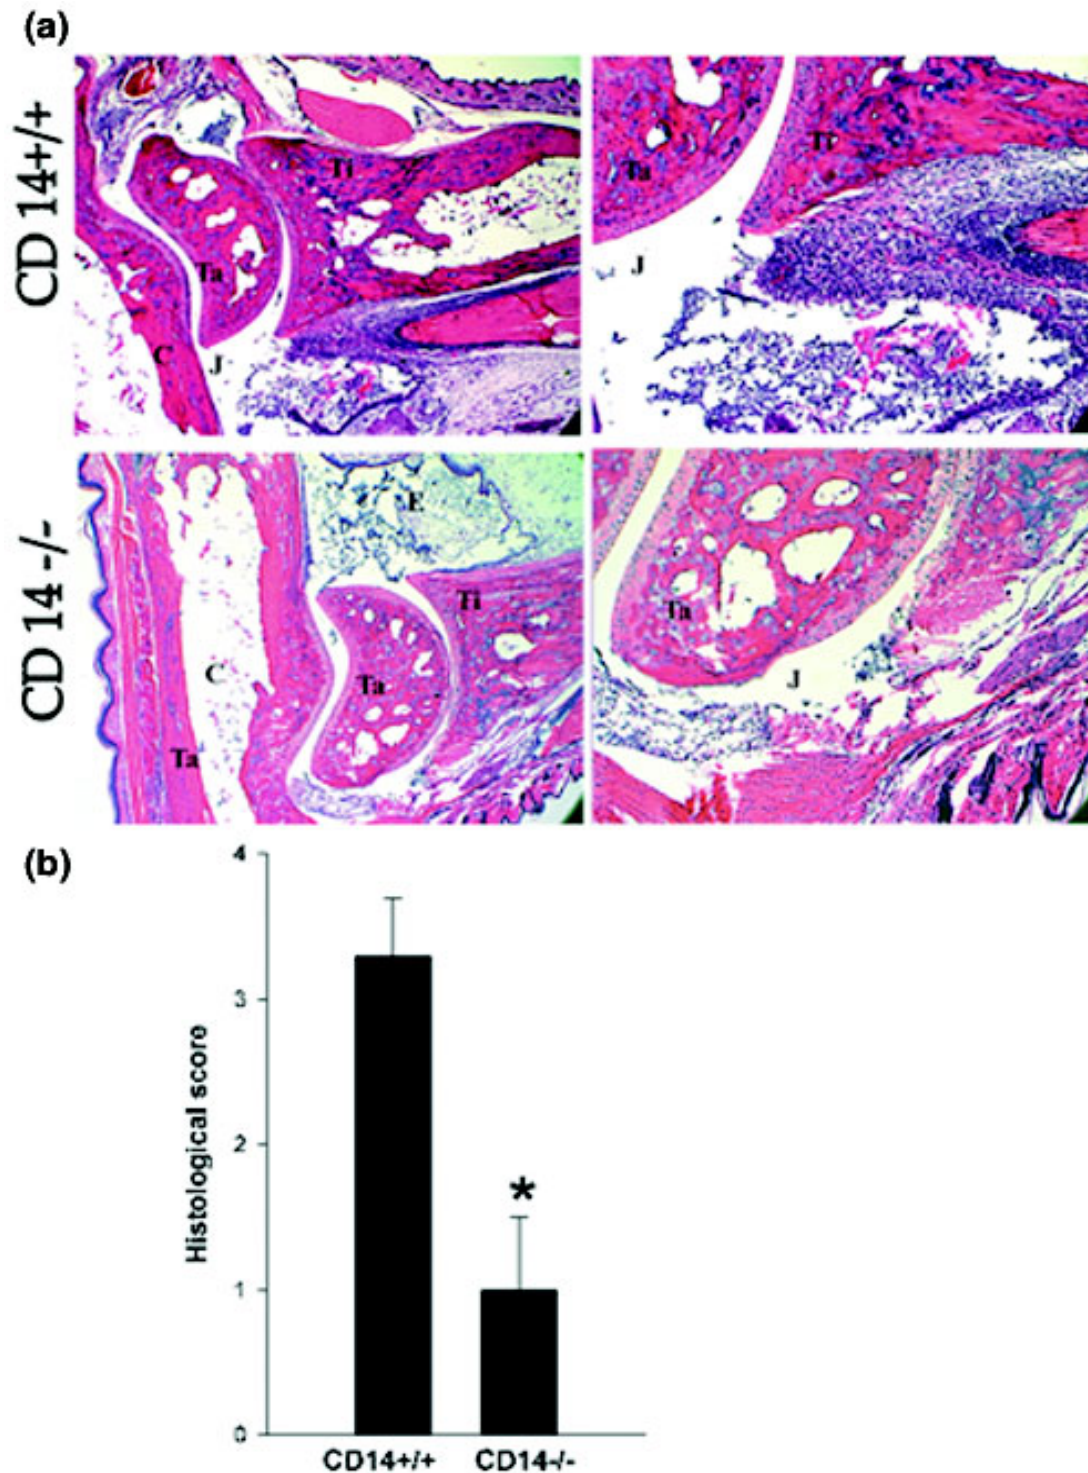 (a)
CD 14+/+
Ti
C
Ta
C
J
Ta
Ti
J
CD 14 -/-
E
Ti
C
Ta
Ta
Ta
J
(b)
4
3
2
1
0
Histological score
*
CD14+/+ CD14-/-